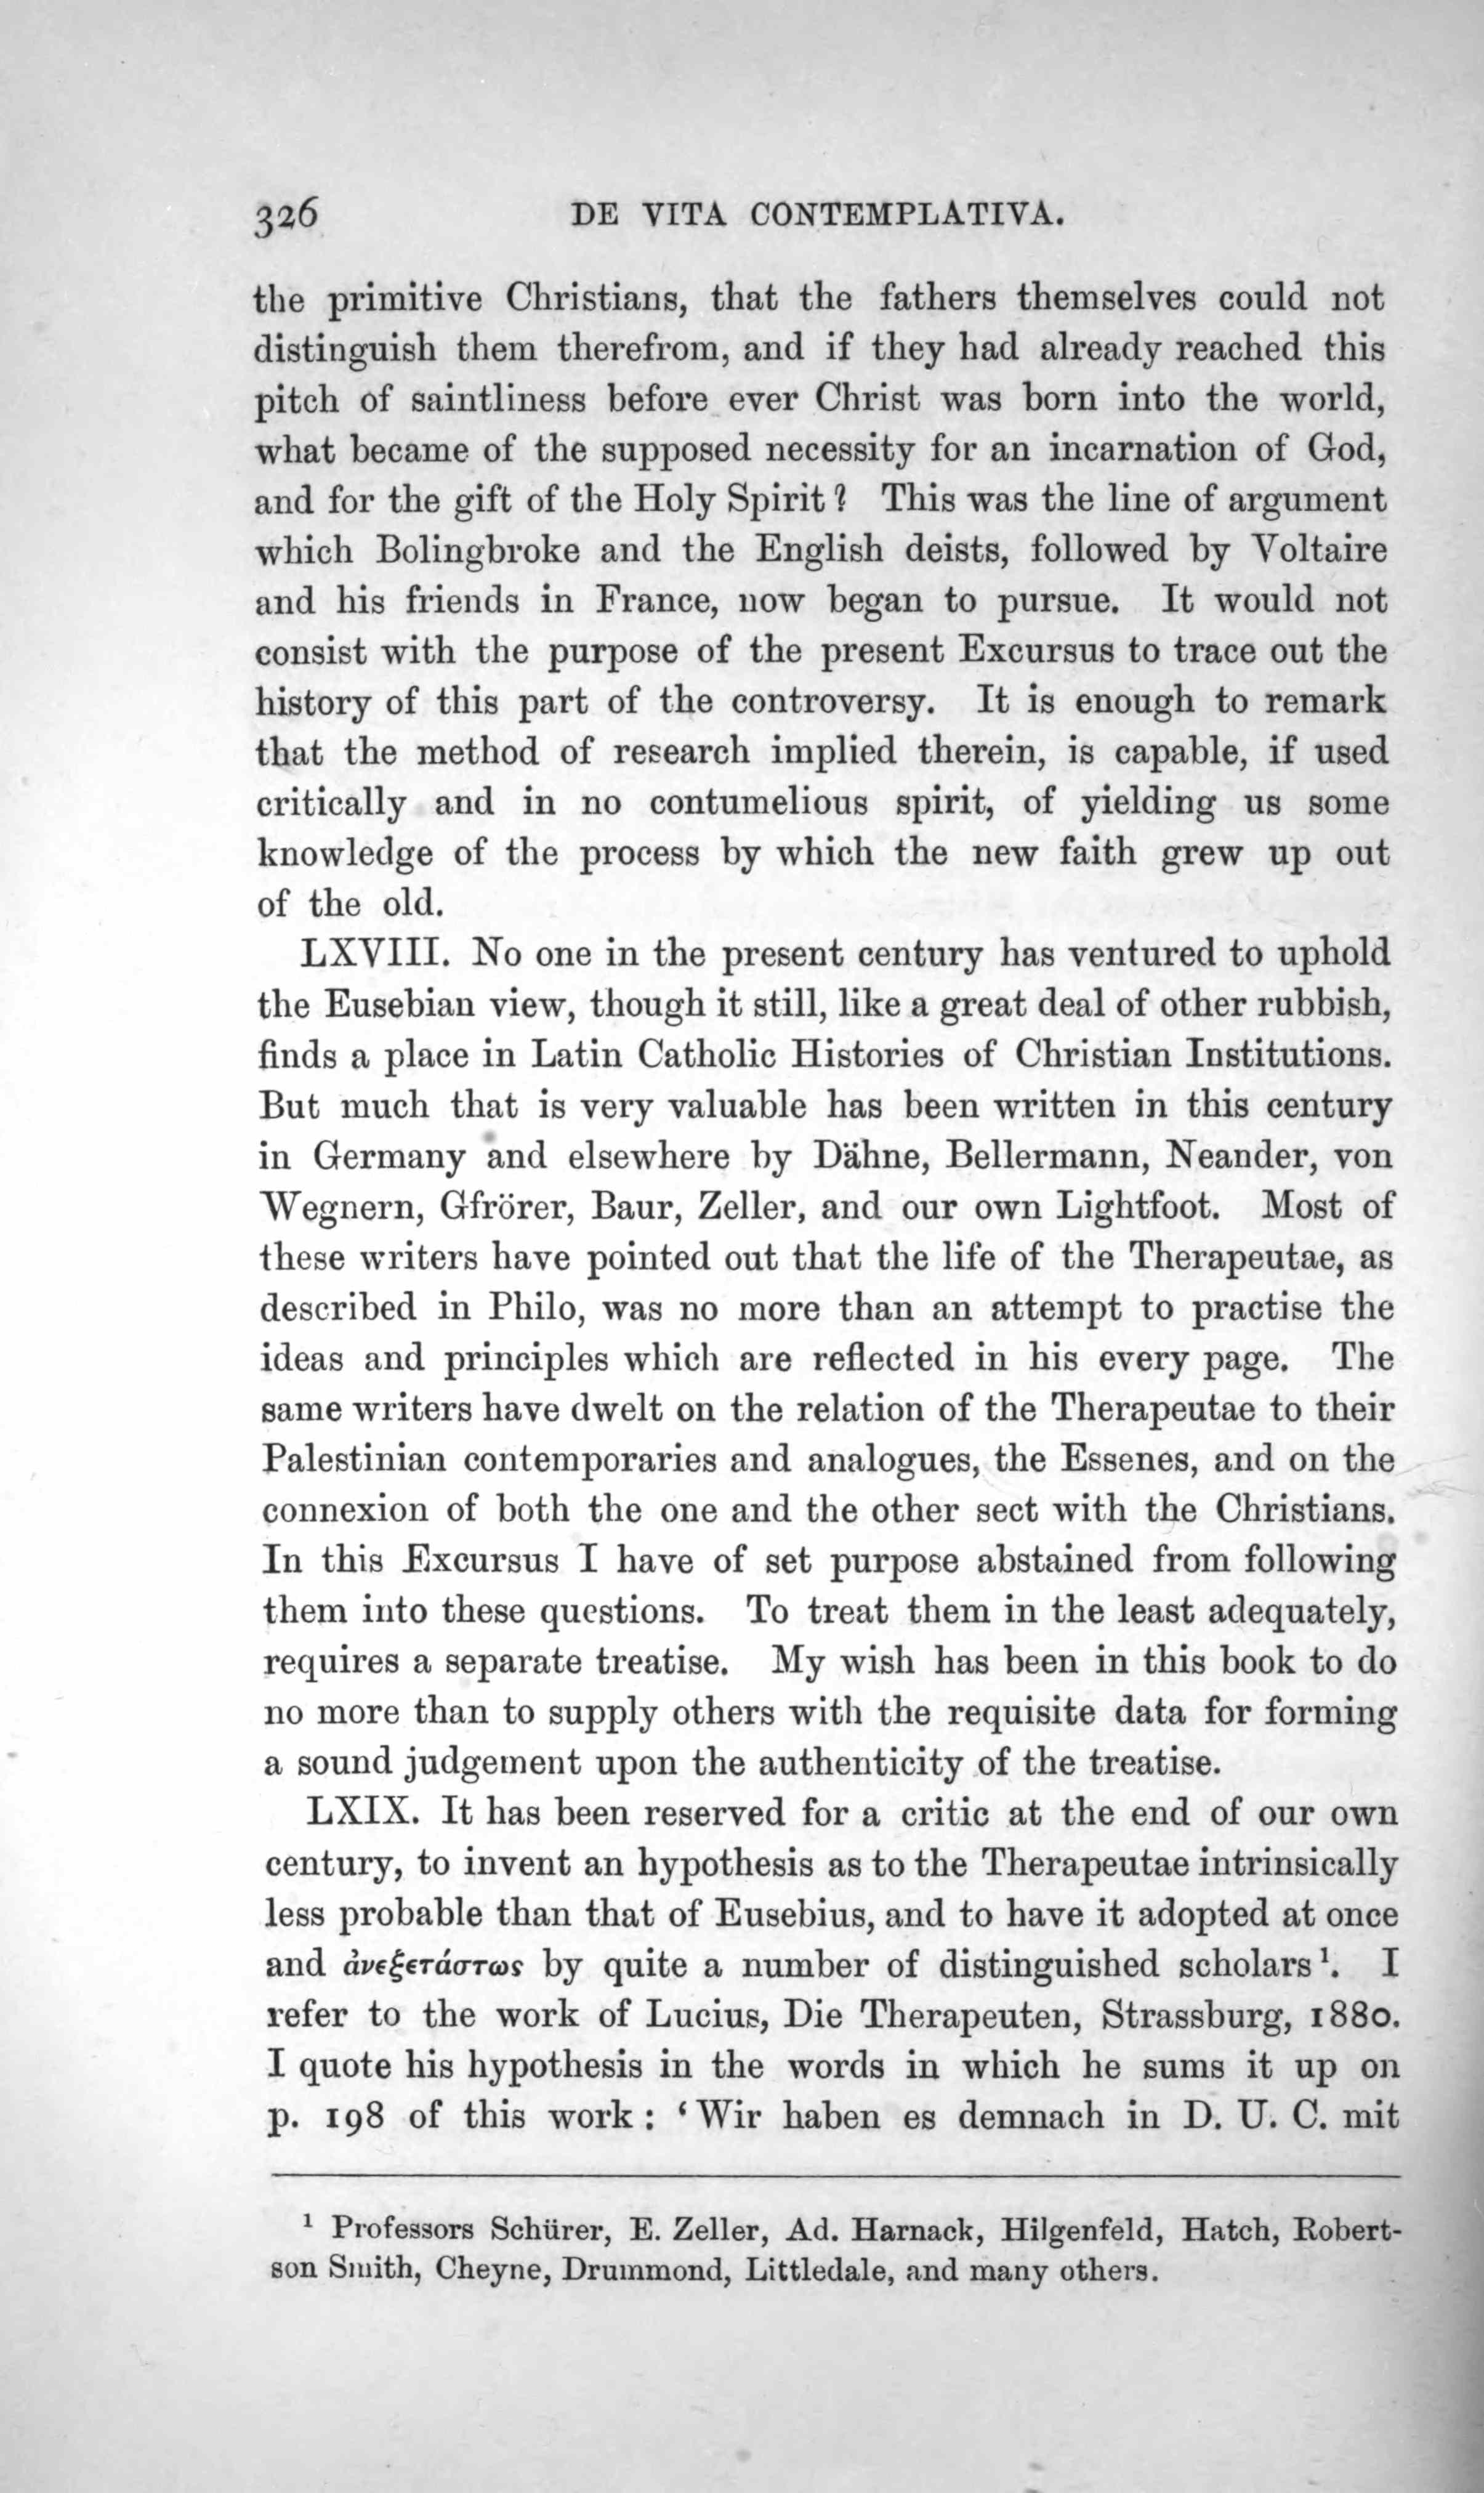 326 DE VITA CONTEMPLATIVA.
the primitive Christians, that the fathers themselves could not
distinguish them therefrom, and if they had already reached this
pitch of saintliness before ever Christ was born into the world,
what became of the supposed necessity for an incarnation of God,
and for the gift of the Holy Spirit? This was the line of argument
which Bolingbroke and the English deists, followed by Voltaire
and his friends in France, now began to pursue. It would not
consist with the purpose of the present Excursus to trace out the
history of this part of the controversy. It is enough to remark
that the method of research implied therein, is capable, if used
critically and in no contumelious spirit, of yielding us some
knowledge of the process by which the new faith grew up out
of the old.
LXVIII. No one in the present century has ventured to uphold
the Eusebian view, though it still, like a great deal of other rubbish,
finds a place in Latin Catholic Histories of Christian Institutions.
But much that is very valuable has been written in this century
in Germany and elsewhere by Dähne, Bellermann, Neander, von
Wegnern, Gfrörer, Baur, Zeller, and our own Lightfoot. Most of
these writers have pointed out that the life of the Therapeutae, as
described in Philo, was no more than an attempt to practise the
ideas and principles which are reflected in his every page. The
same writers have dwelt on the relation of the Therapeutae to their
Palestinian contemporaries and analogues, the Essenes, and on the
connexion of both the one and the other sect with the Christians.
In this Excursus I have of set purpose abstained from following
them into these questions. To treat them in the least adequately,
requires a separate treatise. My wish has been in this book to do
no more than to supply others with the requisite data for forming
a sound judgement upon the authenticity of the treatise.
LXIX. It has been reserved for a critic at the end of our own
century, to invent an hypothesis as to the Therapeutae intrinsically
less probable than that of Eusebius, and to have it adopted at once
and ἀνεξετάστως by quite a number of distinguished scholars¹. I
refer to the work of Lucius, Die Therapeuten, Strassburg, 1880.
I quote his hypothesis in the words in which he sums it up on
p. 198 of this work: ‘Wir haben es demnach in D. U. C. mit
¹ Professors Schürer, E. Zeller, Ad. Harnack, Hilgenfeld, Hatch, Robert-
son Smith, Cheyne, Drummond, Littledale, and many others.